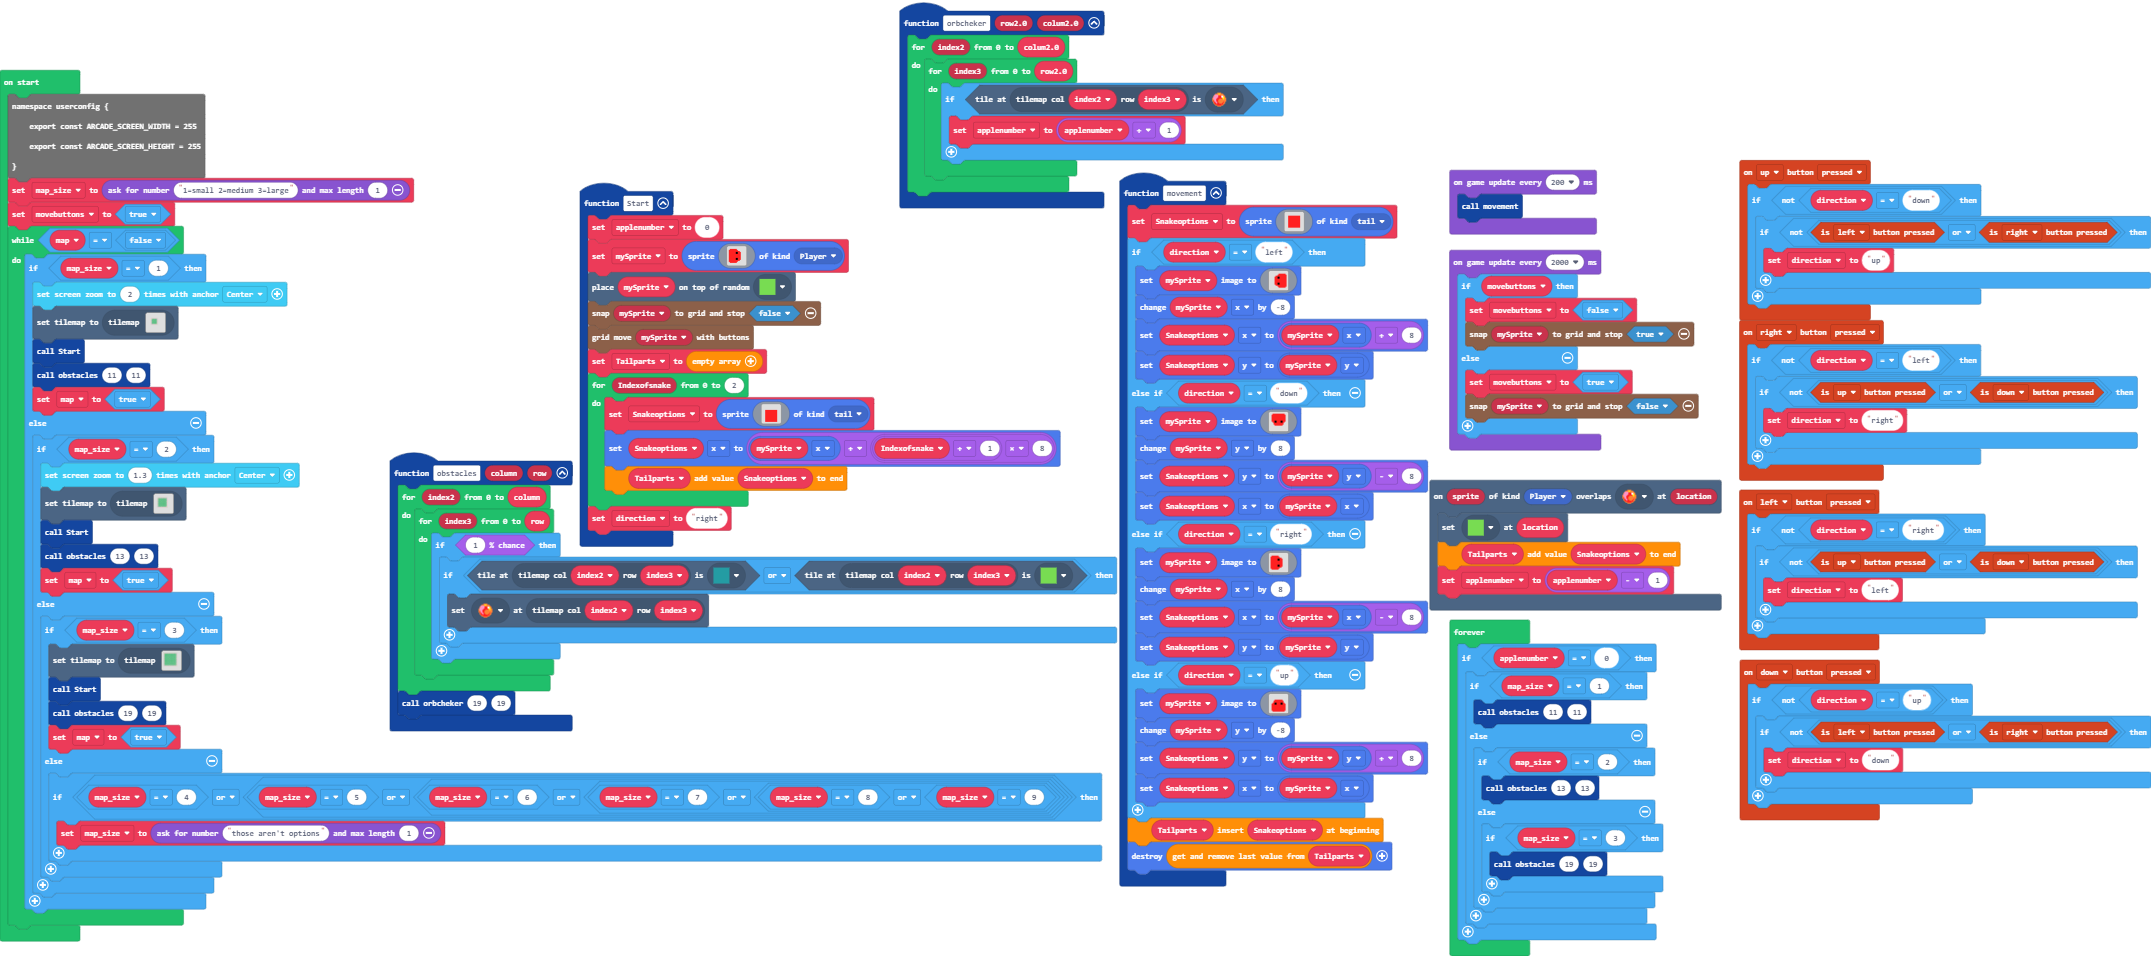 on start
namespace userconfig {
export const ARCADE_SCREEN_WIDTH = 255
export const ARCADE_SCREEN_HEIGHT = 255
}
set map_size to ask for number "1=small 2=medium 3=large" and max length 1
set movebuttons to true
while map = false
do if map_size = 1 then
set screen zoom to 2 times with anchor Center
set tilemap to tilemap
call Start
call obstacles 11 11
set map to true
else
if map_size = 2 then
set screen zoom to 1.3 times with anchor Center
set tilemap to tilemap
call Start
call obstacles 13 13
set map to true
else
if map_size = 3 then
set tilemap to tilemap
call Start
call obstacles 19 19
set map to true
else
if map_size = 4 or map_size = 5 or map_size = 6 or map_size = 7 or map_size = 8 or map_size = 9 then
set map_size to ask for number "those aren't options" and max length 1
function obstacles column row
for index2 from 0 to column
do for index3 from 0 to row
do if 1 % chance then
if tile at tilemap col index2 row index3 is or tile at tilemap col index2 row index3 is then
set at tilemap col index2 row index3
call orbcheker 19 19
function Start
set applenumber to 0
set mySprite to sprite of kind Player
place mySprite on top of random
snap mySprite to grid and stop false
grid move mySprite with buttons
set Tailparts to empty array
for Indexofsnake from 0 to 2
do set Snakeoptions to sprite of kind tail
set Snakeoptions x to mySprite x + Indexofsnake + 1 × 8
Tailparts add value Snakeoptions to end
set direction to "right"
function orbcheker row2.0 colum2.0
for index2 from 0 to colum2.0
do for index3 from 0 to row2.0
do if tile at tilemap col index2 row index3 is then
set applenumber to applenumber + 1
function movement
set Snakeoptions to sprite of kind tail
if direction = "left" then
set mySprite image to
change mySprite x by -8
set Snakeoptions x to mySprite x + 8
set Snakeoptions y to mySprite y
else if direction = "down" then
set mySprite image to
change mySprite y by 8
set Snakeoptions y to mySprite y - 8
set Snakeoptions x to mySprite x
else if direction = "right" then
set mySprite image to
change mySprite x by 8
set Snakeoptions x to mySprite x - 8
set Snakeoptions y to mySprite y
else if direction = "up" then
set mySprite image to
change mySprite y by -8
set Snakeoptions y to mySprite y + 8
set Snakeoptions x to mySprite x
Tailparts insert Snakeoptions at beginning
destroy get and remove last value from Tailparts
on game update every 200 ms
call movement
on game update every 2000 ms
if movebuttons then
set movebuttons to false
snap mySprite to grid and stop true
else
set movebuttons to true
snap mySprite to grid and stop false
on sprite of kind Player overlaps at location
set at location
Tailparts add value Snakeoptions to end
set applenumber to applenumber - 1
forever
if applenumber = 0 then
if map_size = 1 then
call obstacles 11 11
else
if map_size = 2 then
call obstacles 13 13
else
if map_size = 3 then
call obstacles 19 19
on up button pressed
if not direction = "down" then
if not is left button pressed or is right button pressed then
set direction to "up"
on right button pressed
if not direction = "left" then
if not is up button pressed or is down button pressed then
set direction to "right"
on left button pressed
if not direction = "right" then
if not is up button pressed or is down button pressed then
set direction to "left"
on down button pressed
if not direction = "up" then
if not is left button pressed or is right button pressed then
set direction to "down"